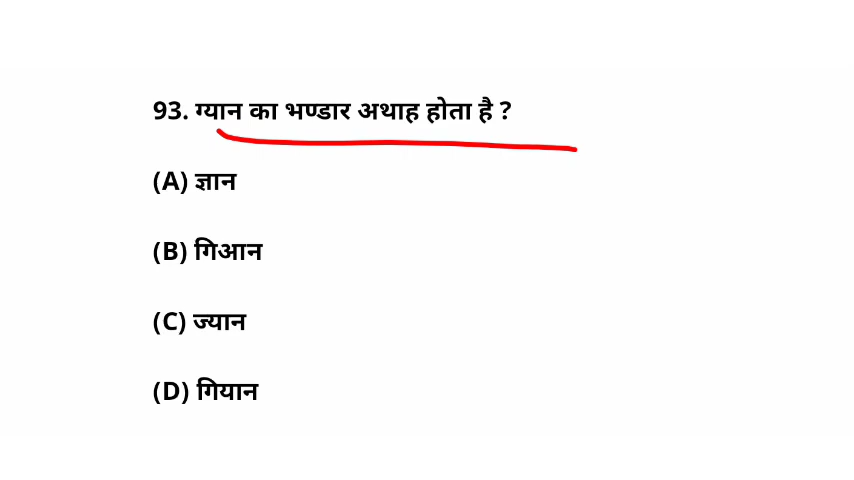 93. ग्यान का भण्डार अथाह होता है ?
(A) ज्ञान
(B) गिआन
(C) ज्यान
(D) गियान